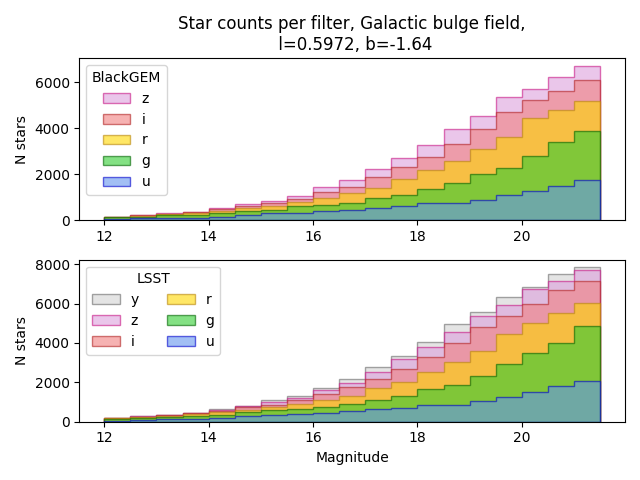 Star counts per filter, Galactic bulge field,
l=0.5972, b=-1.64
BlackGEM
z
i
r
g
u
N stars
6000
4000
2000
0
12 14 16 18 20
LSST
y r
z g
i u
N stars
8000
6000
4000
2000
0
12 14 16 18 20
Magnitude